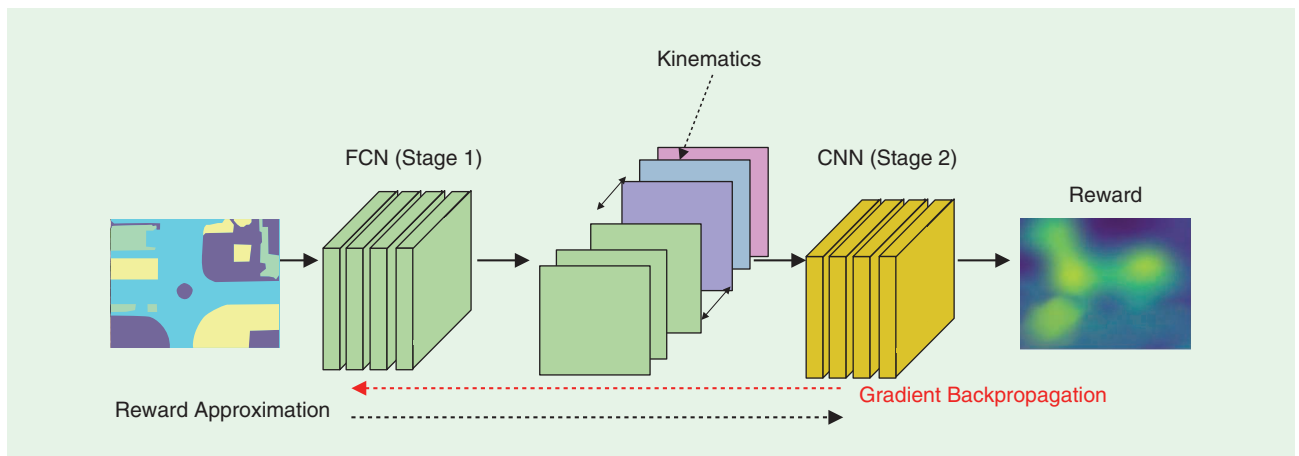 Kinematics
FCN (Stage 1)
CNN (Stage 2)
Reward
Gradient Backpropagation
Reward Approximation